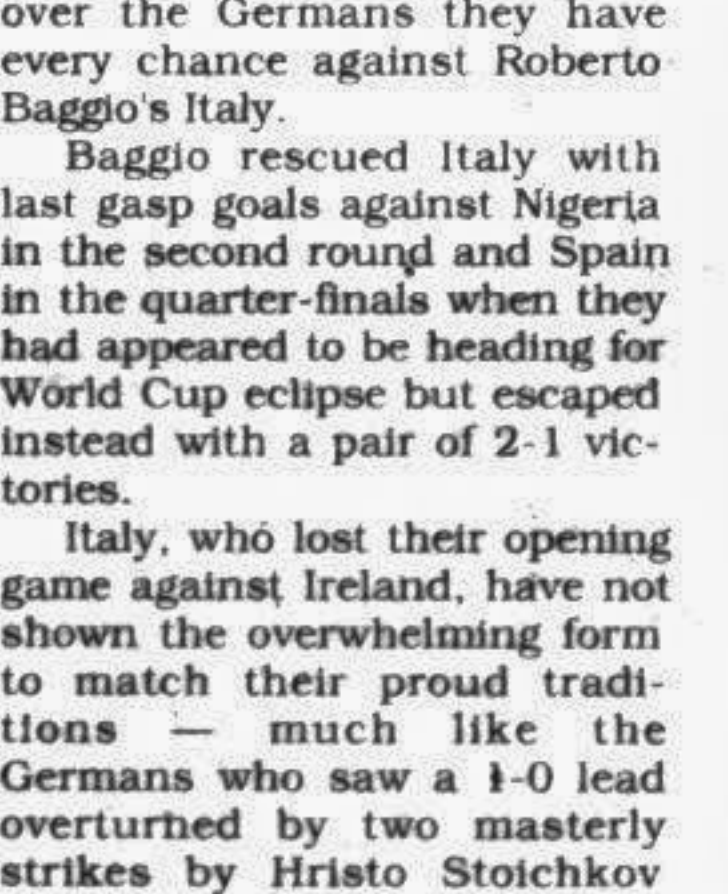 over the Germans they have
every chance against Roberto
Baggio's Italy.
Baggio rescued Italy with
last gasp goals against Nigeria
in the second round and Spain
in the quarter-finals when they
had appeared to be heading for
World Cup eclipse but escaped
instead with a pair of 2-1 vic-
tories.
Italy, who lost their opening
game against Ireland, have not
shown the overwhelming form
to match their proud tradi-
tions — much like the
Germans who saw a 1-0 lead
overturned by two masterly
strikes by Hristo Stoichkov